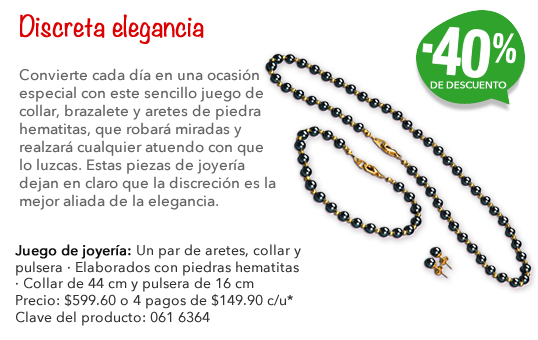 Discreta elegancia
-40%
DE DESCUENTO
Convierte cada día en una ocasión
especial con este sencillo juego de
collar, brazalete y aretes de piedra
hematitas, que robará miradas y
realzará cualquier atuendo con que
lo luzcas. Estas piezas de joyería
dejan en claro que la discreción es la
mejor aliada de la elegancia.
Juego de joyería: Un par de aretes, collar y
pulsera · Elaborados con piedras hematitas
· Collar de 44 cm y pulsera de 16 cm
Precio: $599.60 o 4 pagos de $149.90 c/u*
Clave del producto: 061 6364